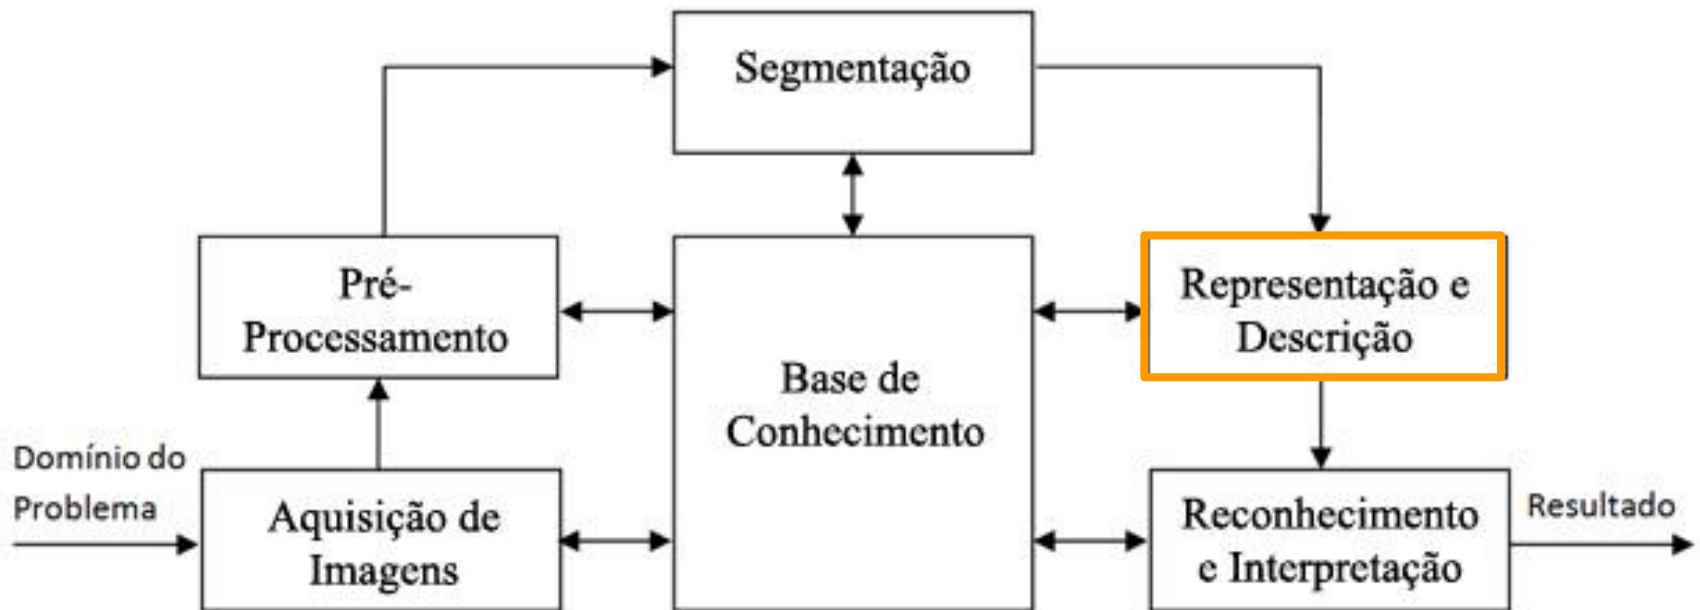 Segmentação
Pré-
Processamento
Representação e
Descrição
Base de
Conhecimento
Domínio do
Problema
Aquisição de
Imagens
Reconhecimento
e Interpretação
Resultado